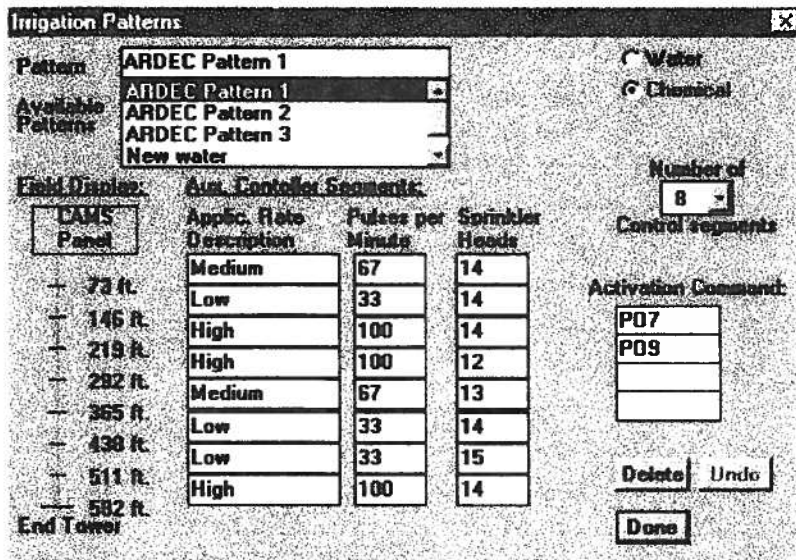 Irrigation Patterns
Pattern
ARDEC Pattern 1
Available Patterns
ARDEC Pattern 1
ARDEC Pattern 2
ARDEC Pattern 3
New water
Water
Chemical
Number of
8
Control segments
Field Display:
Aux. Contoller Segments:
CAMS
Panel
Applic. Rate Description
Pulses per Minute
Sprinkler Heads
Medium 67 14
Low 33 14
High 100 14
High 100 12
Medium 67 13
Low 33 14
Low 33 15
High 100 14
73 ft.
146 ft.
219 ft.
292 ft.
365 ft.
438 ft.
511 ft.
582 ft.
End Tower
Activation Command:
P07
P09
Delete Undo
Done